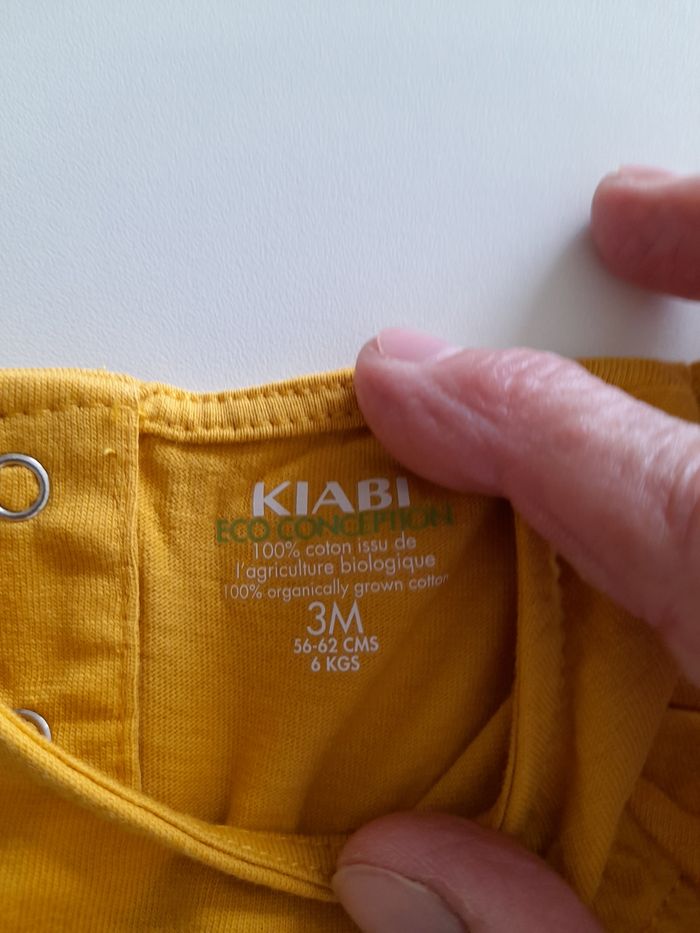 KIABI
ECO CONCEPTION
100% coton issu de
l'agriculture biologique
100% organically grown cotton
3M
56-62 CMS
6 KGS